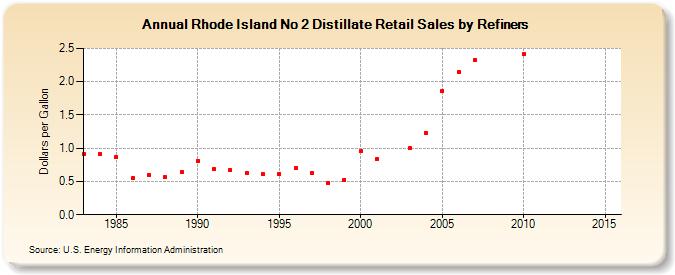 Annual Rhode Island No 2 Distillate Retail Sales by Refiners
Dollars per Gallon
2.5
2.0
1.5
1.0
0.5
0.0
1985 1990 1995 2000 2005 2010 2015
Source: U.S. Energy Information Administration